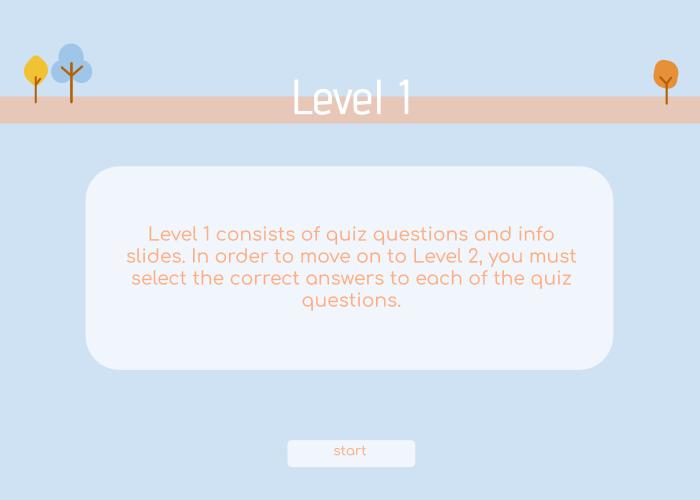 Level 1
Level 1 consists of quiz questions and info
slides. In order to move on to Level 2, you must
select the correct answers to each of the quiz
questions.
start